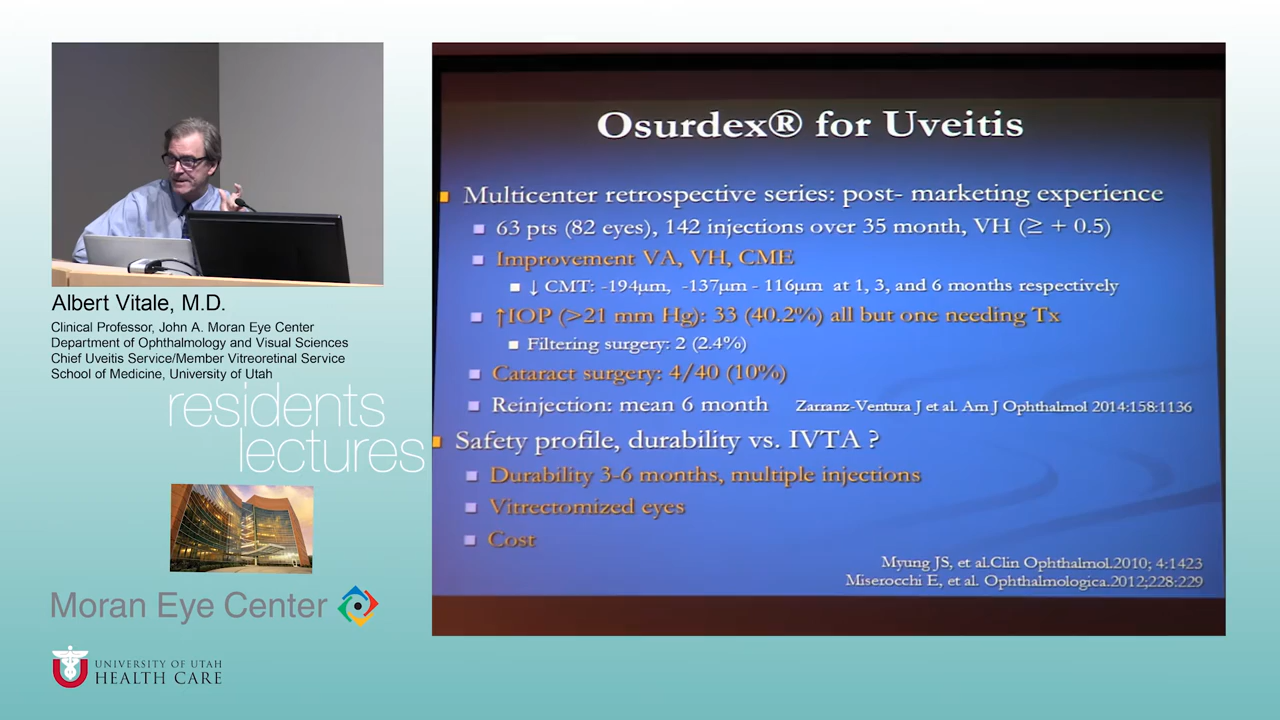 Osurdex® for Uveitis
Multicenter retrospective series: post- marketing experience
63 pts (82 eyes), 142 injections over 35 month, VH (≥ + 0.5)
Improvement VA, VH, CME
↓ CMT: -194µm, -137µm - 116µm at 1, 3, and 6 months respectively
↑IOP (>21 mm Hg): 33 (40.2%) all but one needing Tx
Filtering surgery: 2 (2.4%)
Cataract surgery: 4/40 (10%)
Reinjection: mean 6 month Zarranz-Ventura J et al. Am J Ophthalmol 2014:158:1136
Safety profile, durability vs. IVTA ?
Durability 3-6 months, multiple injections
Vitrectomized eyes
Cost
Myung JS, et al.Clin Ophthalmol.2010; 4:1423
Miserocchi E, et al. Ophthalmologica.2012;228:229
Albert Vitale, M.D.
Clinical Professor, John A. Moran Eye Center
Department of Ophthalmology and Visual Sciences
Chief Uveitis Service/Member Vitreoretinal Service
School of Medicine, University of Utah
residents
lectures
Moran Eye Center
UNIVERSITY OF UTAH
HEALTH CARE